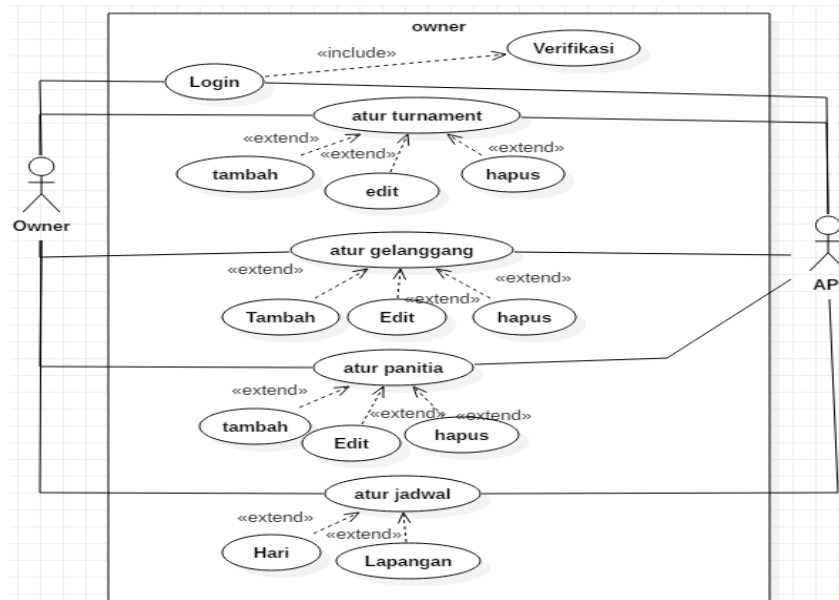 owner
«include»
Verifikasi
Login
atur turnament
«extend»
«extend»
«extend»
tambah
edit
hapus
Owner
atur gelanggang
«extend»
«extend»
«extend»
Tambah
Edit
hapus
AP
atur panitia
«extend»
«extend»
«extend»
tambah
Edit
hapus
atur jadwal
«extend»
«extend»
Hari
Lapangan